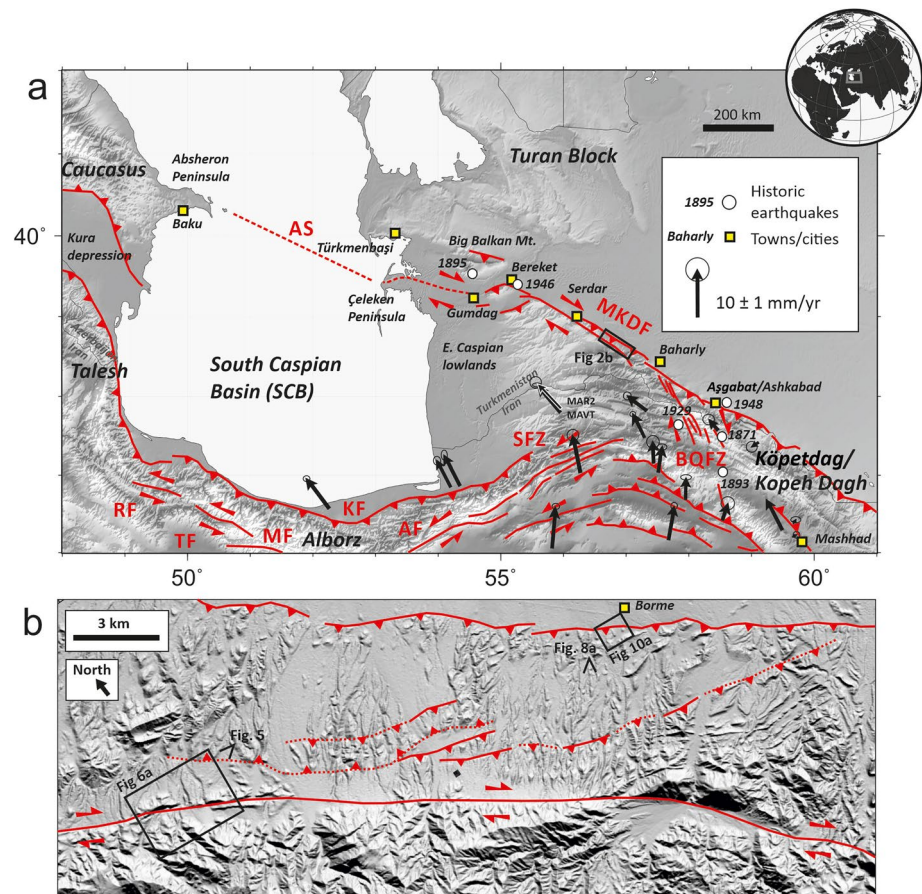 a
200 km
Turan Block
Absheron
Peninsula
Caucasus
1895
Historic
earthquakes
Baharly
Towns/cities
10 ± 1 mm/yr
Baku
AS
Türkmenbaşi
Big Balkan Mt.
40°
Kura
depression
1895
Bereket
1946
Serdar
MKDF
Çeleken
Peninsula
Gumdag
Fig 2b
Baharly
E. Caspian
lowlands
South Caspian
Basin (SCB)
Azerbaijan
Iran
Talesh
Turkmenistan
Iran
MAR2
MAVT
Aşgabat/Ashkabad
1948
1929
1871
SFZ
BQFZ
1893
Köpetdag/
Kopeh Dagh
RF
KF
AF
TF
MF
Alborz
Mashhad
50°
55°
60°
b
3 km
North
Borme
Fig. 8a
Fig 10a
Fig. 5
Fig 6a